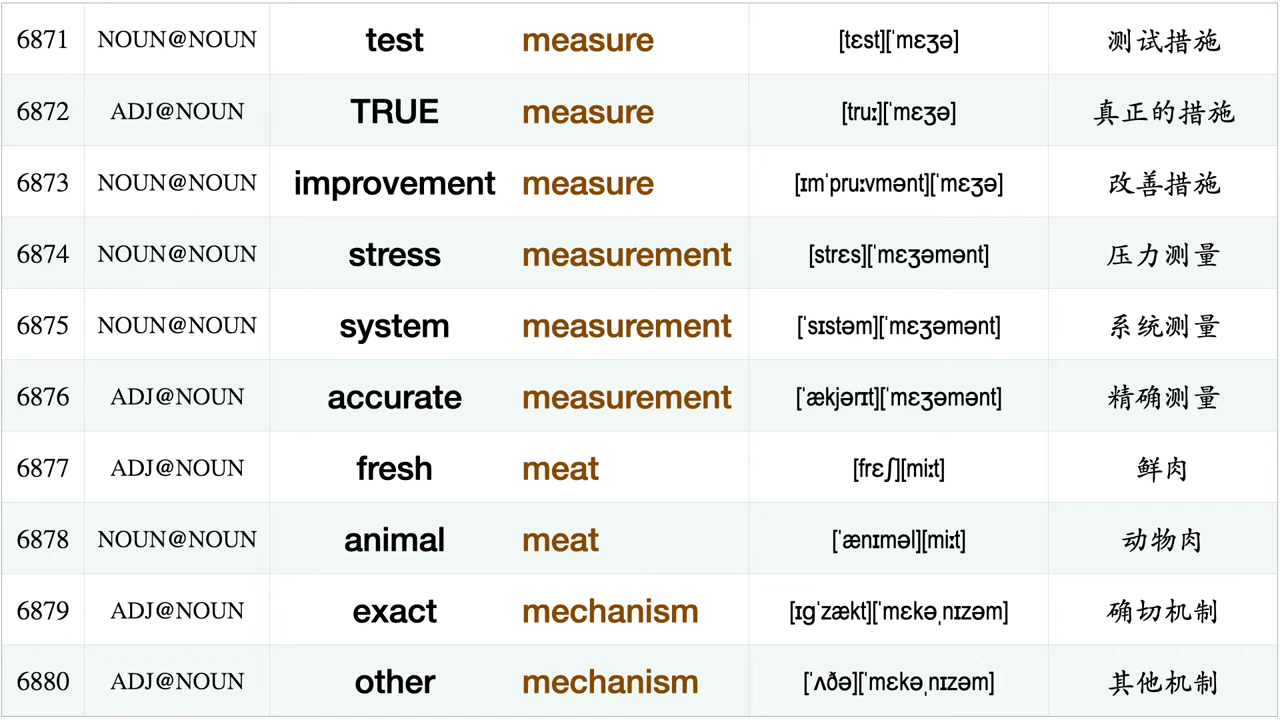 6871 NOUN@NOUN test measure [tɛst][ˈmɛʒə] 测试措施
6872 ADJ@NOUN TRUE measure [truː][ˈmɛʒə] 真正的措施
6873 NOUN@NOUN improvement measure [ɪmˈpruːvmənt][ˈmɛʒə] 改善措施
6874 NOUN@NOUN stress measurement [strɛs][ˈmɛʒəmənt] 压力测量
6875 NOUN@NOUN system measurement [ˈsɪstəm][ˈmɛʒəmənt] 系统测量
6876 ADJ@NOUN accurate measurement [ˈækjərɪt][ˈmɛʒəmənt] 精确测量
6877 ADJ@NOUN fresh meat [frɛʃ][miːt] 鲜肉
6878 NOUN@NOUN animal meat [ˈænɪməl][miːt] 动物肉
6879 ADJ@NOUN exact mechanism [ɪgˈzækt][ˈmɛkəˌnɪzəm] 确切机制
6880 ADJ@NOUN other mechanism [ˈʌðə][ˈmɛkəˌnɪzəm] 其他机制